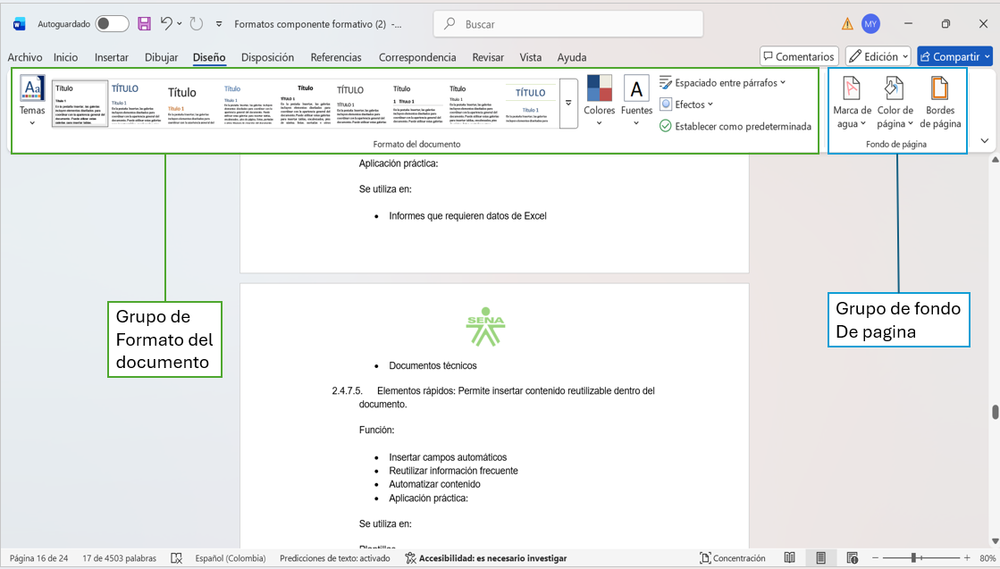 Autoguardado
Formatos componente formativo (2) -...
Buscar
MY
Archivo Inicio Insertar Dibujar Diseño Disposición Referencias Correspondencia Revisar Vista Ayuda
Comentarios Edición Compartir
Aa
Temas
Título
TÍTULO
Título
Título
Título
TÍTULO
Título
Título
TÍTULO
Colores
A
Fuentes
Espaciado entre párrafos
Efectos
Establecer como predeterminada
Formato del documento
Marca de agua
Color de página
Bordes de página
Fondo de página
Aplicación práctica:
Se utiliza en:
• Informes que requieren datos de Excel
Grupo de
Formato del
documento
Grupo de fondo
De pagina
SENA
• Documentos técnicos
2.4.7.5. Elementos rápidos: Permite insertar contenido reutilizable dentro del
documento.
Función:
• Insertar campos automáticos
• Reutilizar información frecuente
• Automatizar contenido
• Aplicación práctica:
Se utiliza en:
Plantillas
Página 16 de 24 17 de 4503 palabras Español (Colombia) Predicciones de texto: activado Accesibilidad: es necesario investigar Concentración 80%